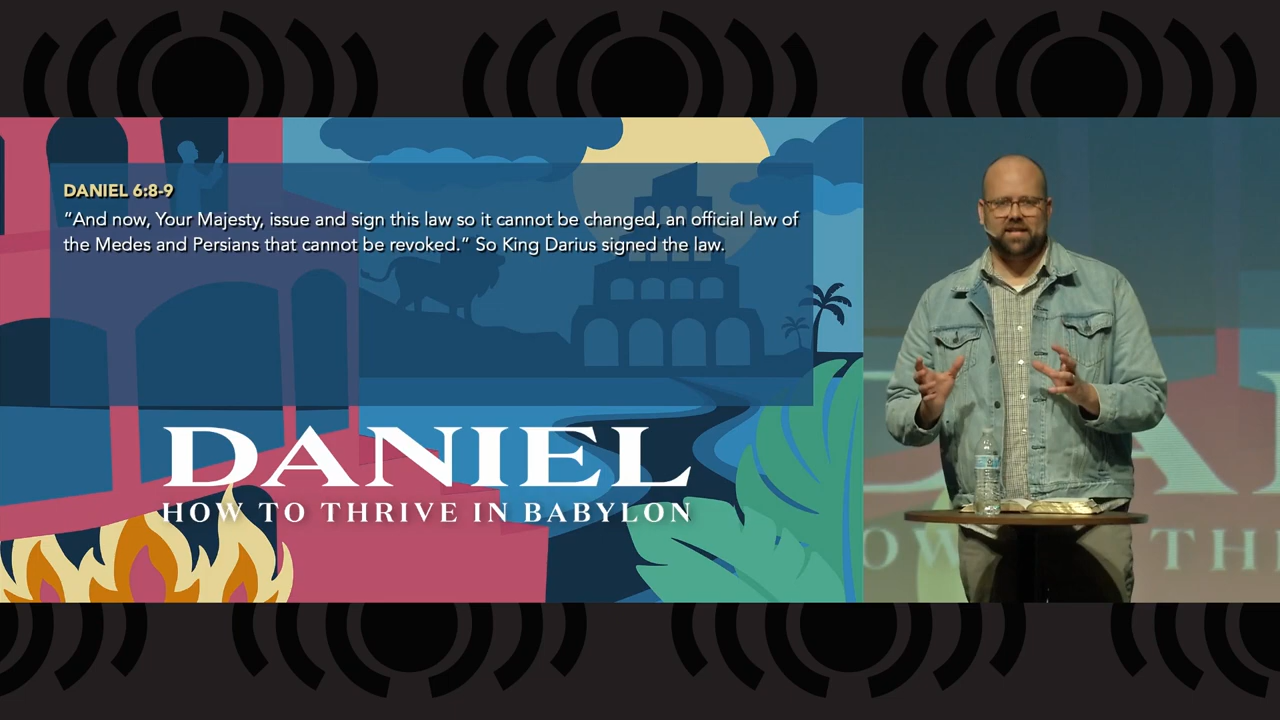 DANIEL 6:8-9
“And now, Your Majesty, issue and sign this law so it cannot be changed, an official law of
the Medes and Persians that cannot be revoked.” So King Darius signed the law.
DANIEL
HOW TO THRIVE IN BABYLON